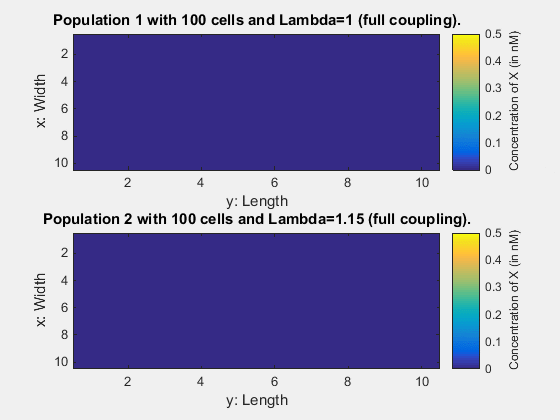 Population 1 with 100 cells and Lambda=1 (full coupling).
2
4
6
8
10
x: Width
2 4 6 8 10
y: Length
0.5
0.4
0.3
0.2
0.1
0
Concentration of X (in nM)
Population 2 with 100 cells and Lambda=1.15 (full coupling).
2
4
6
8
10
x: Width
2 4 6 8 10
y: Length
0.5
0.4
0.3
0.2
0.1
0
Concentration of X (in nM)